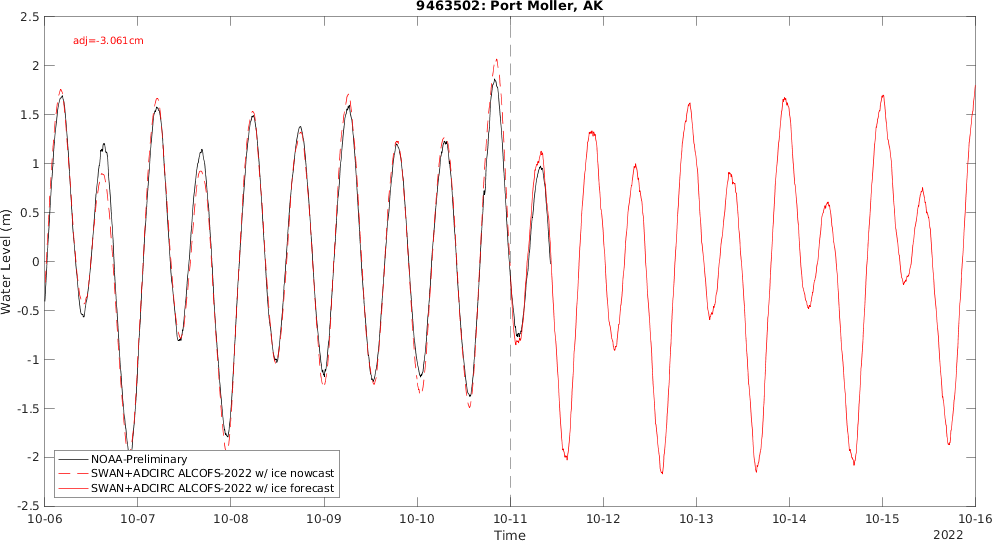 9463502: Port Moller, AK
adj=-3.061cm
Water Level (m)
2.5
2
1.5
1
0.5
0
-0.5
-1
-1.5
-2
-2.5
NOAA-Preliminary
SWAN+ADCIRC ALCOFS-2022 w/ ice nowcast
SWAN+ADCIRC ALCOFS-2022 w/ ice forecast
10-06 10-07 10-08 10-09 10-10 10-11 10-12 10-13 10-14 10-15 10-16
Time
2022